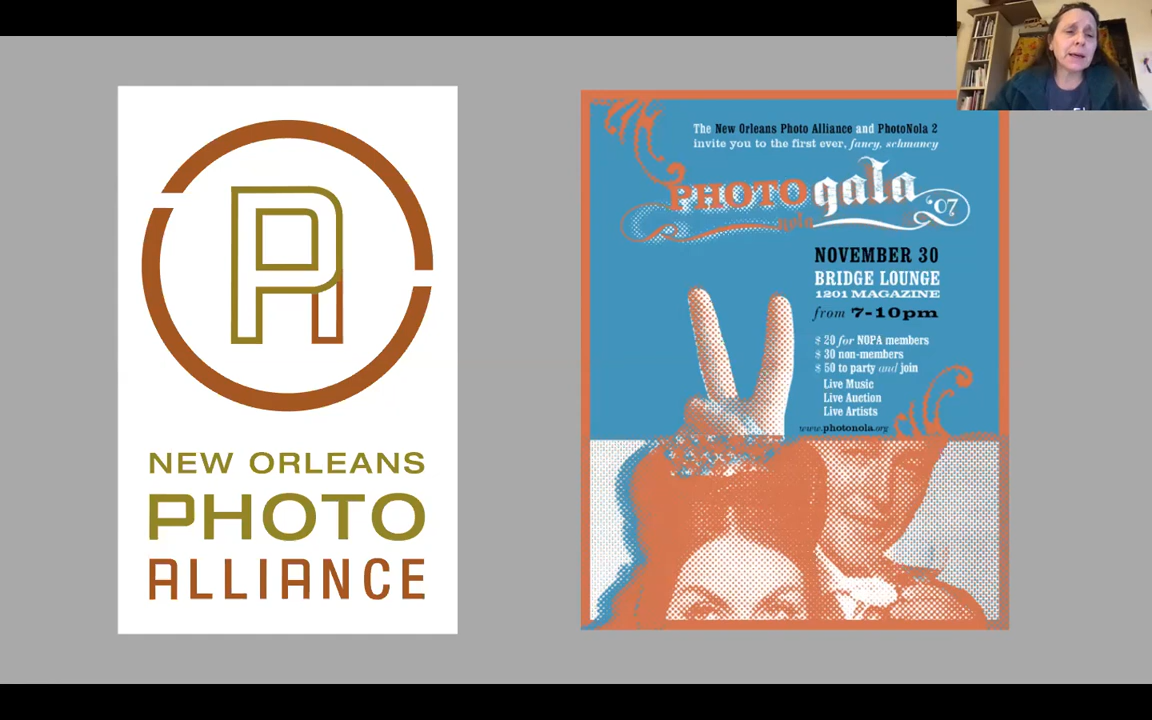 PA
NEW ORLEANS
PHOTO
ALLIANCE
The New Orleans Photo Alliance and PhotoNola 2
invite you to the first ever, fancy, schmancy
PHOTO gala '07
nola
NOVEMBER 30
BRIDGE LOUNGE
1201 MAGAZINE
from 7-10pm
$ 20 for NOPA members
$ 30 non-members
$ 50 to party and join
Live Music
Live Auction
Live Artists
www.photonola.org